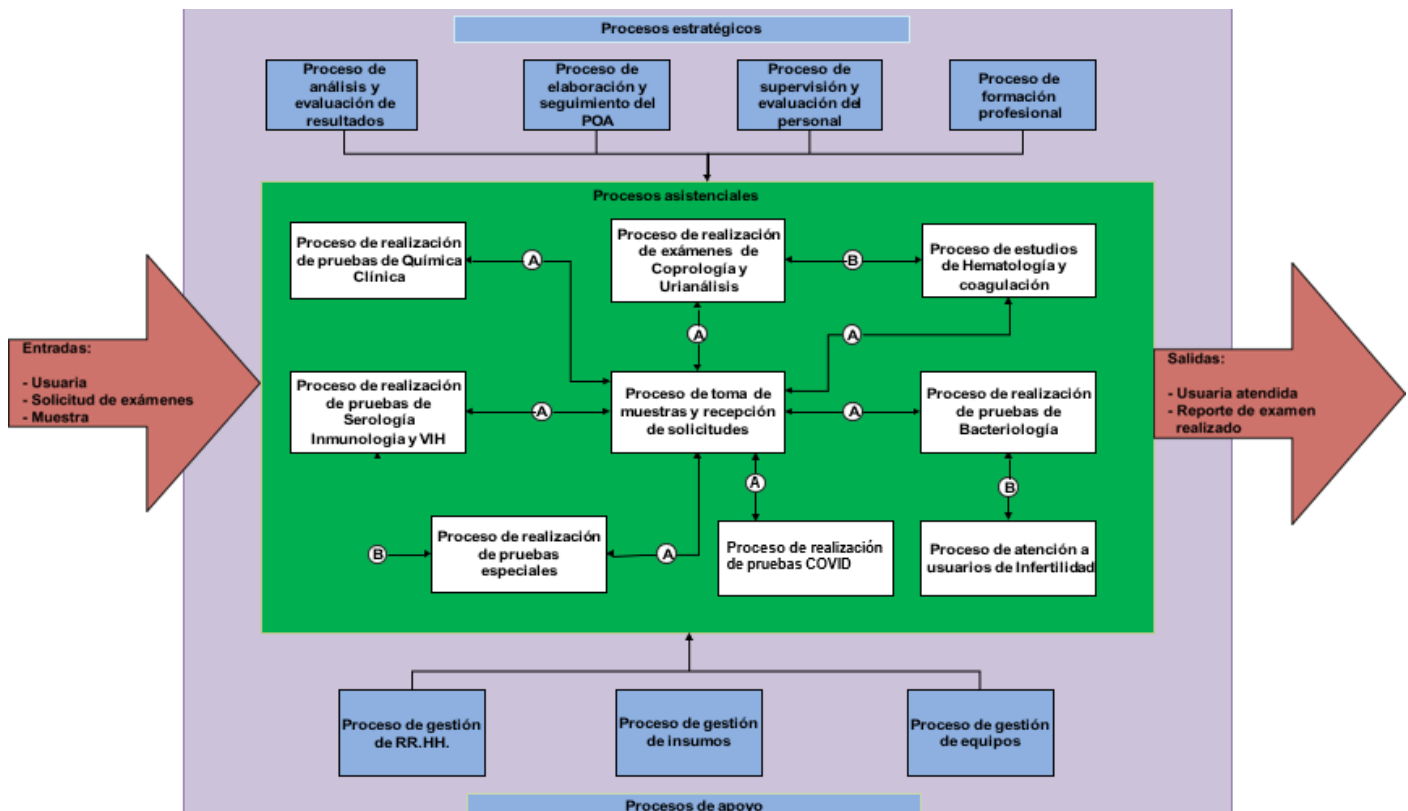 Procesos estratégicos
Proceso de
análisis y
evaluación de
resultados
Proceso de
elaboración y
seguimiento del
POA
Proceso de
supervisión y
evaluación del
personal
Proceso de
formación
profesional
Procesos asistenciales
Proceso de realización
de pruebas de Química
Clínica
A
Proceso de realización
de exámenes de
Coprología y
Urianálisis
B
Proceso de estudios
de Hematología y
coagulación
A
A
Entradas:
- Usuaria
- Solicitud de exámenes
- Muestra
Proceso de realización
de pruebas de
Serología
Inmunologia y VIH
A
Proceso de toma de
muestras y recepción
de solicitudes
A
Proceso de realización
de pruebas de
Bacteriología
Salidas:
- Usuaria atendida
- Reporte de examen
realizado
A
B
B
Proceso de realización
de pruebas
especiales
A
Proceso de realización
de pruebas COVID
Proceso de atención a
usuarios de Infertilidad
Proceso de gestión
de RR.HH.
Proceso de gestión
de insumos
Proceso de gestión
de equipos
Procesos de apoyo